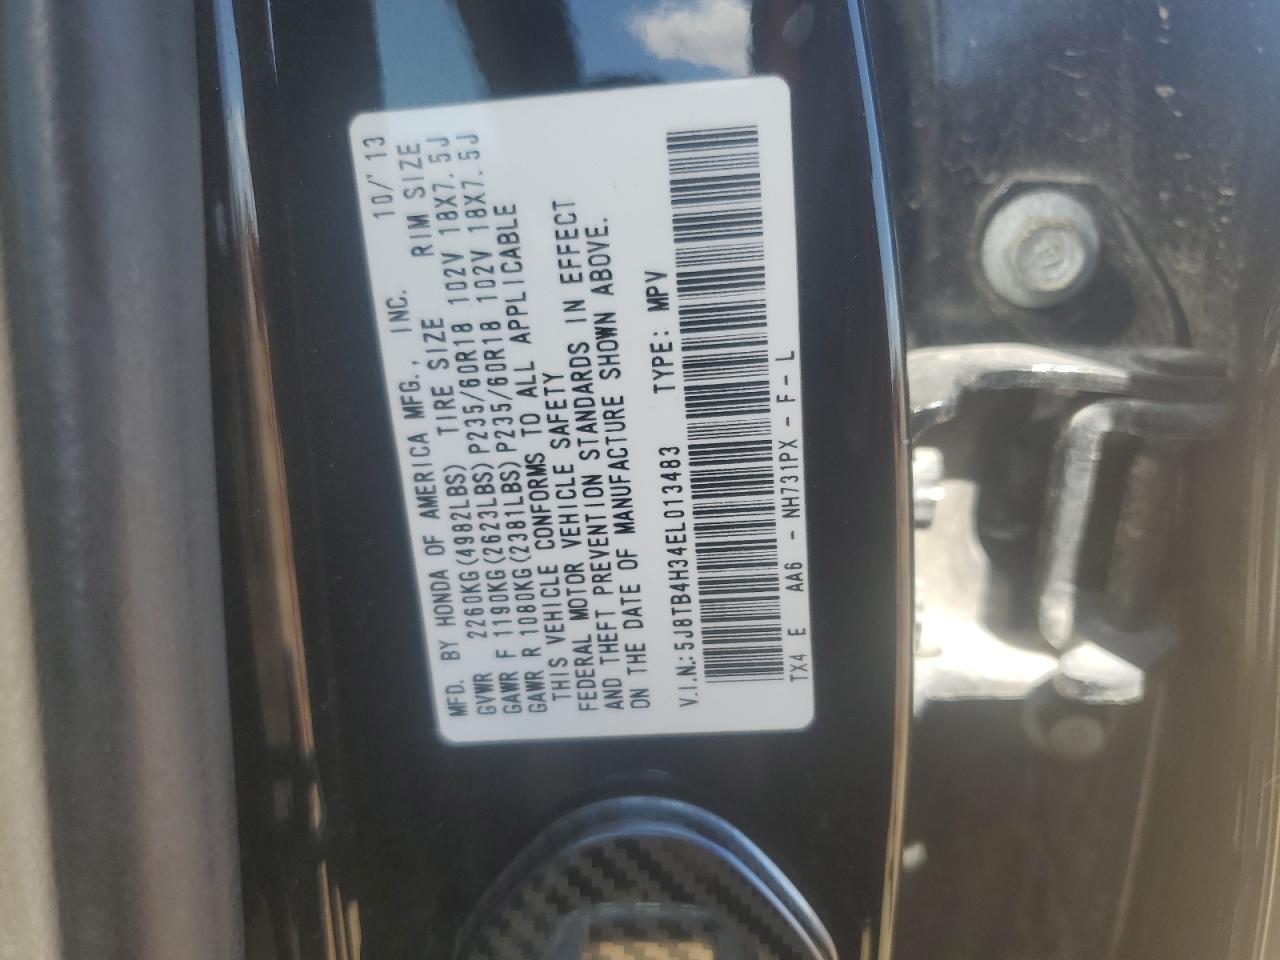 MFD. BY HONDA OF AMERICA MFG., INC. 10/'13
GVWR 2260KG(4982LBS) TIRE SIZE RIM SIZE
GAWR F 1190KG(2623LBS) P235/60R18 102V 18X7.5J
GAWR R 1080KG(2381LBS) P235/60R18 102V 18X7.5J
THIS VEHICLE CONFORMS TO ALL APPLICABLE
FEDERAL MOTOR VEHICLE SAFETY
AND THEFT PREVENTION STANDARDS IN EFFECT
ON THE DATE OF MANUFACTURE SHOWN ABOVE.
V.I.N.: 5J8TB4H34EL013483 TYPE: MPV
TX4 E AA6 - NH731PX - F - L